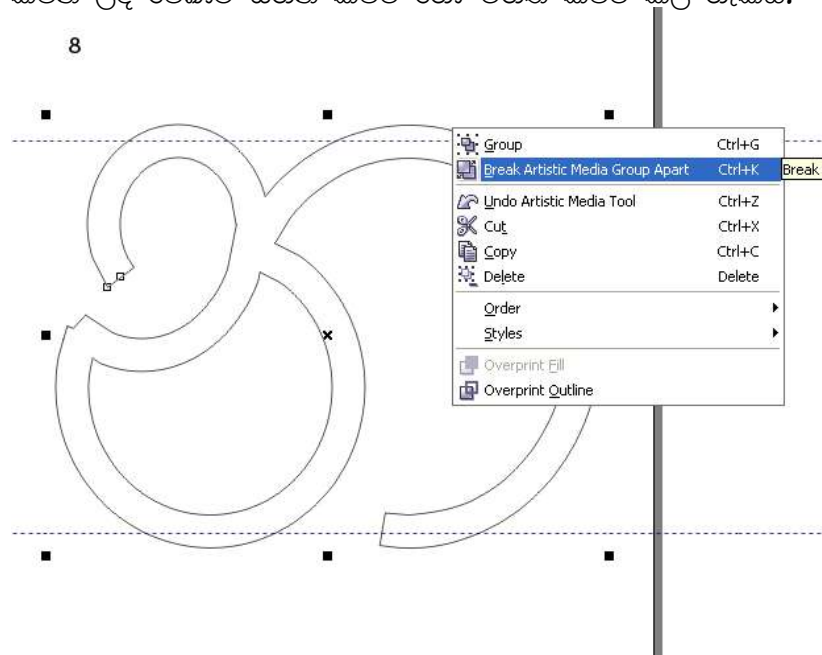 8
Group Ctrl+G
Break Artistic Media Group Apart Ctrl+K Break
Undo Artistic Media Tool Ctrl+Z
Cut Ctrl+X
Copy Ctrl+C
Delete Delete
Order
Styles
Overprint Fill
Overprint Outline